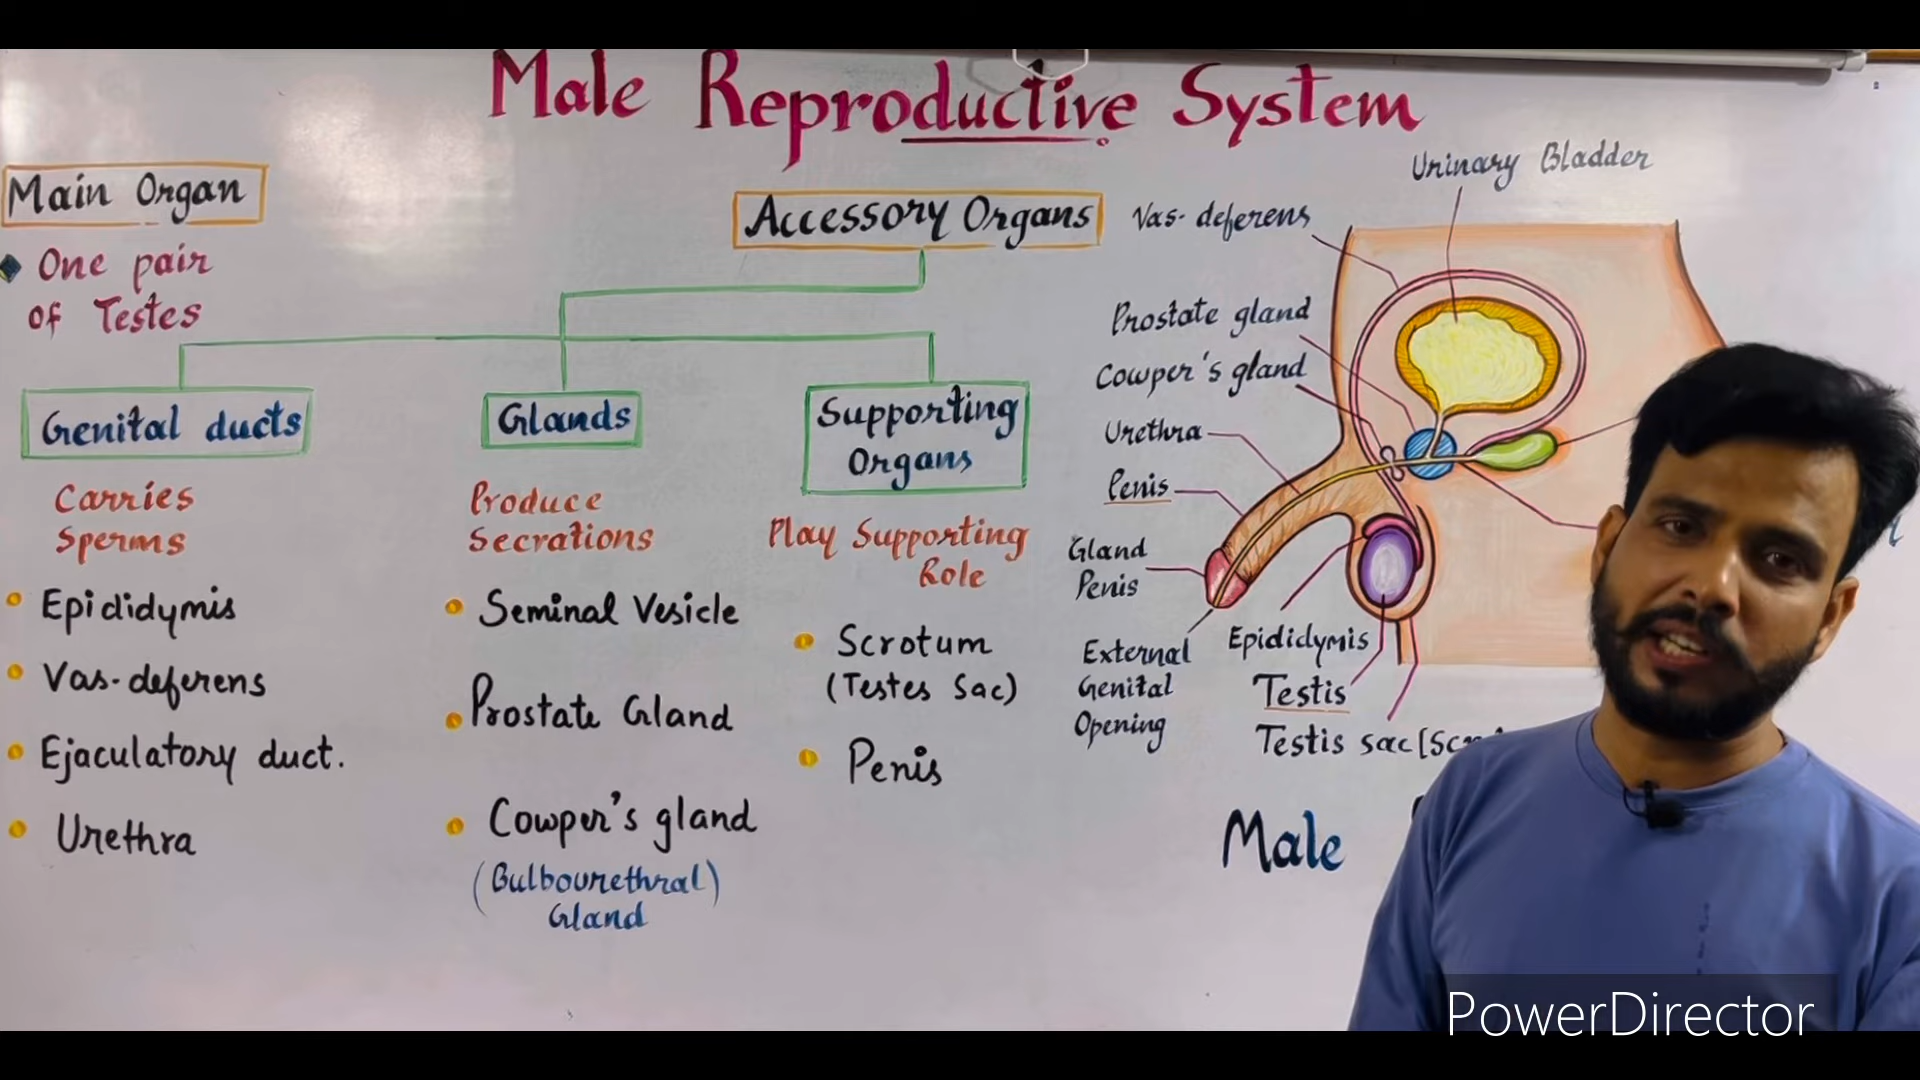 Male Reproductive System
Main Organ
One pair
of Testes
Accessory Organs
Genital ducts
Carries
Sperms
Epididymis
Vas-deferens
Ejaculatory duct.
Urethra
Glands
Produce
Secrations
Seminal Vesicle
Prostate Gland
Cowper's gland
(Bulbourethral)
Gland
Supporting
Organs
Play Supporting
Role
Scrotum
(Testes Sac)
Penis
Urinary Bladder
Vas-deferens
Prostate gland
Cowper's gland
Urethra
Penis
Gland
Penis
External
Genital
Opening
Epididymis
Testis
Testis sac
Male
PowerDirector